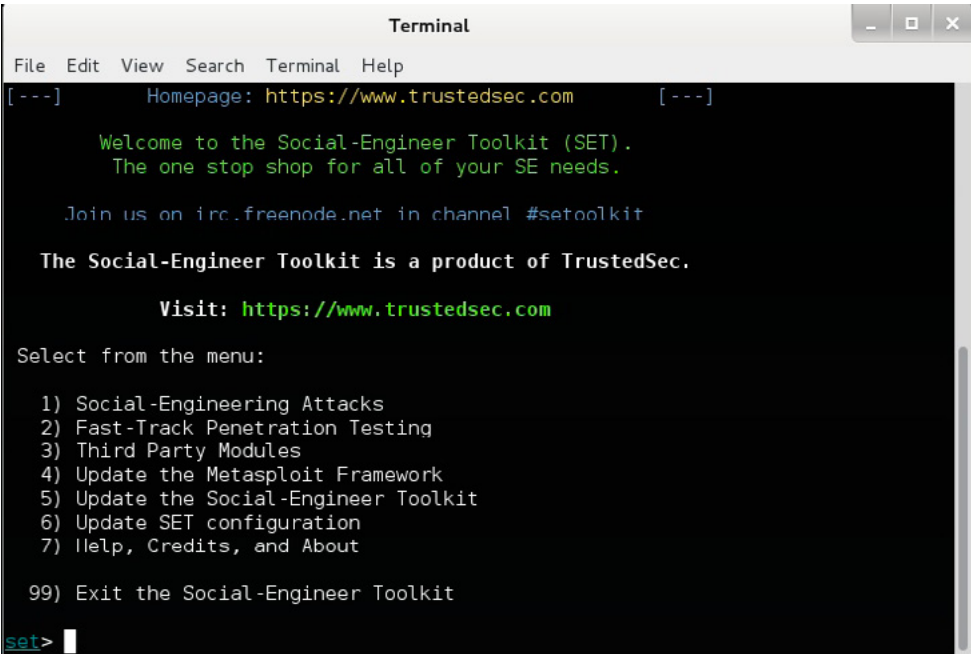 Terminal
File Edit View Search Terminal Help
[---] Homepage: https://www.trustedsec.com [---]
Welcome to the Social-Engineer Toolkit (SET).
The one stop shop for all of your SE needs.
Join us on irc.freenode.net in channel #setoolkit
The Social-Engineer Toolkit is a product of TrustedSec.
Visit: https://www.trustedsec.com
Select from the menu:
1) Social-Engineering Attacks
2) Fast-Track Penetration Testing
3) Third Party Modules
4) Update the Metasploit Framework
5) Update the Social-Engineer Toolkit
6) Update SET configuration
7) Help, Credits, and About
99) Exit the Social-Engineer Toolkit
set>